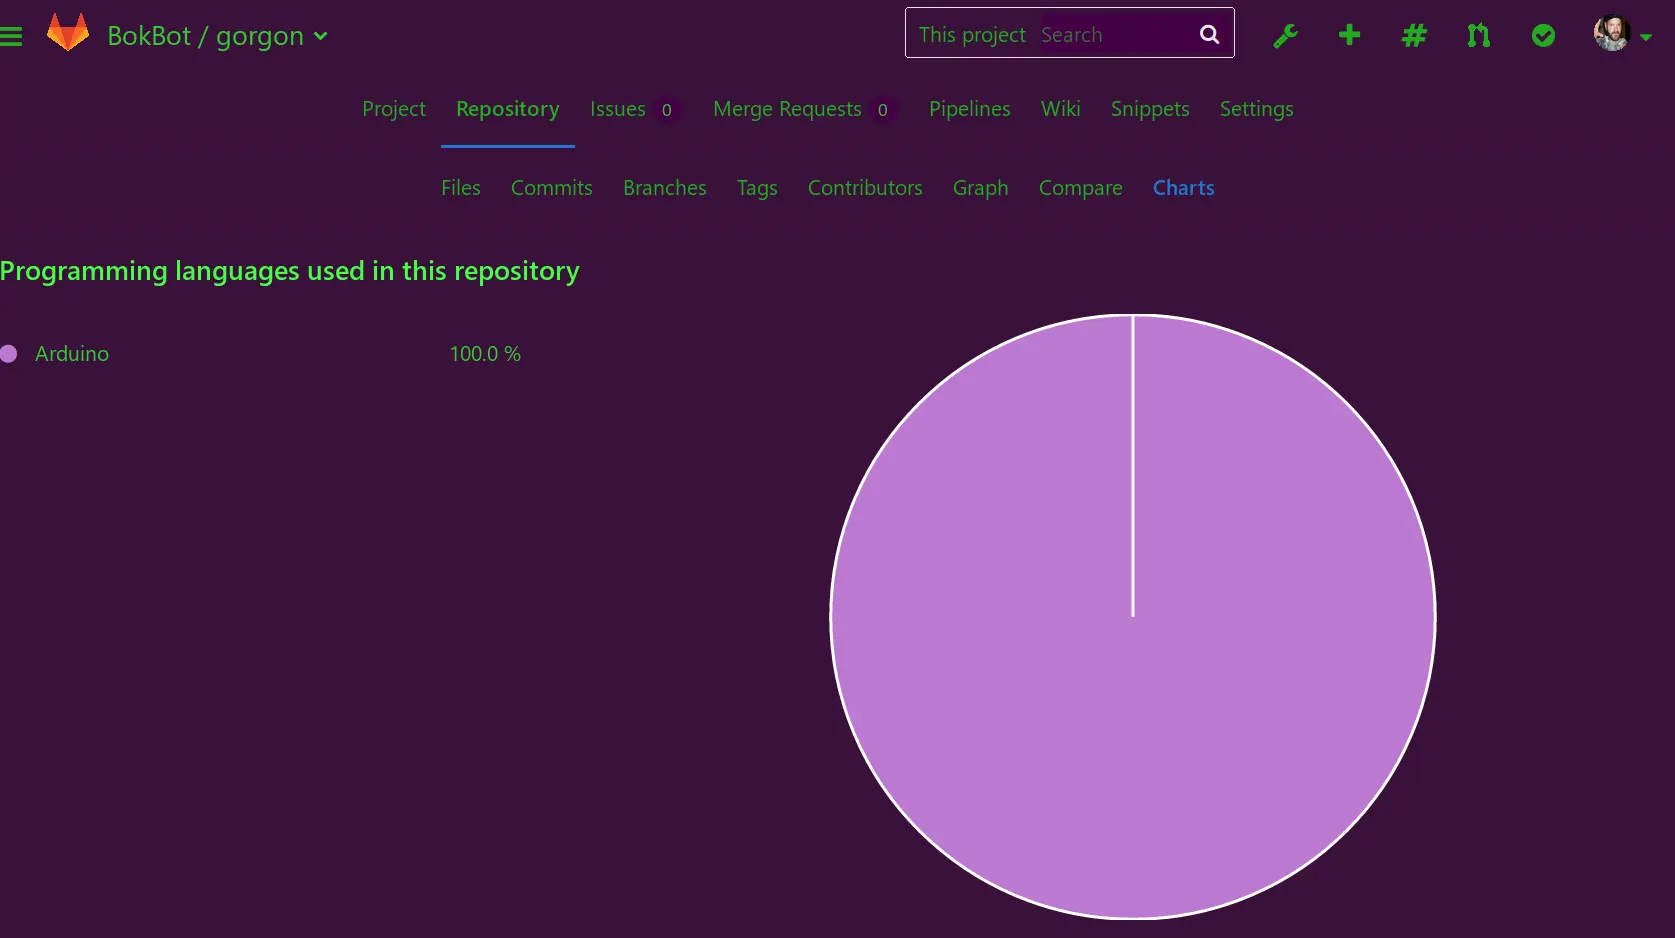 BokBot / gorgon
This project Search
Project Repository Issues 0 Merge Requests 0 Pipelines Wiki Snippets Settings
Files Commits Branches Tags Contributors Graph Compare Charts
Programming languages used in this repository
Arduino 100.0 %